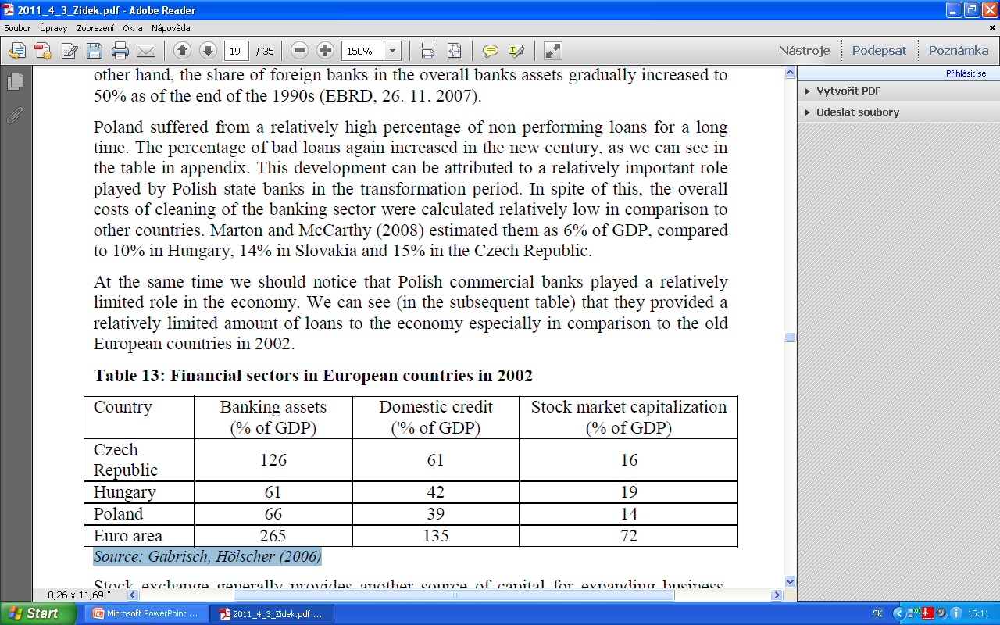 2011_4_3_Zidek.pdf - Adobe Reader
Soubor Úpravy Zobrazení Okna Nápověda
19 / 35 150% Nástroje Podepsat Poznámka
Přihlásit se
Vytvořit PDF
Odeslat soubory
other hand, the share of foreign banks in the overall banks assets gradually increased to
50% as of the end of the 1990s (EBRD, 26. 11. 2007).
Poland suffered from a relatively high percentage of non performing loans for a long
time. The percentage of bad loans again increased in the new century, as we can see in
the table in appendix. This development can be attributed to a relatively important role
played by Polish state banks in the transformation period. In spite of this, the overall
costs of cleaning of the banking sector were calculated relatively low in comparison to
other countries. Marton and McCarthy (2008) estimated them as 6% of GDP, compared
to 10% in Hungary, 14% in Slovakia and 15% in the Czech Republic.
At the same time we should notice that Polish commercial banks played a relatively
limited role in the economy. We can see (in the subsequent table) that they provided a
relatively limited amount of loans to the economy especially in comparison to the old
European countries in 2002.
Table 13: Financial sectors in European countries in 2002
Country Banking assets Domestic credit Stock market capitalization
(% of GDP) ('% of GDP) (% of GDP)
Czech
Republic 126 61 16
Hungary 61 42 19
Poland 66 39 14
Euro area 265 135 72
Source: Gabrisch, Hölscher (2006)
Stock exchange generally provides another source of capital for expanding business.
8,26 x 11,69 "
Start Microsoft PowerPoint ... 2011_4_3_Zidek.pdf ... SK 15:11